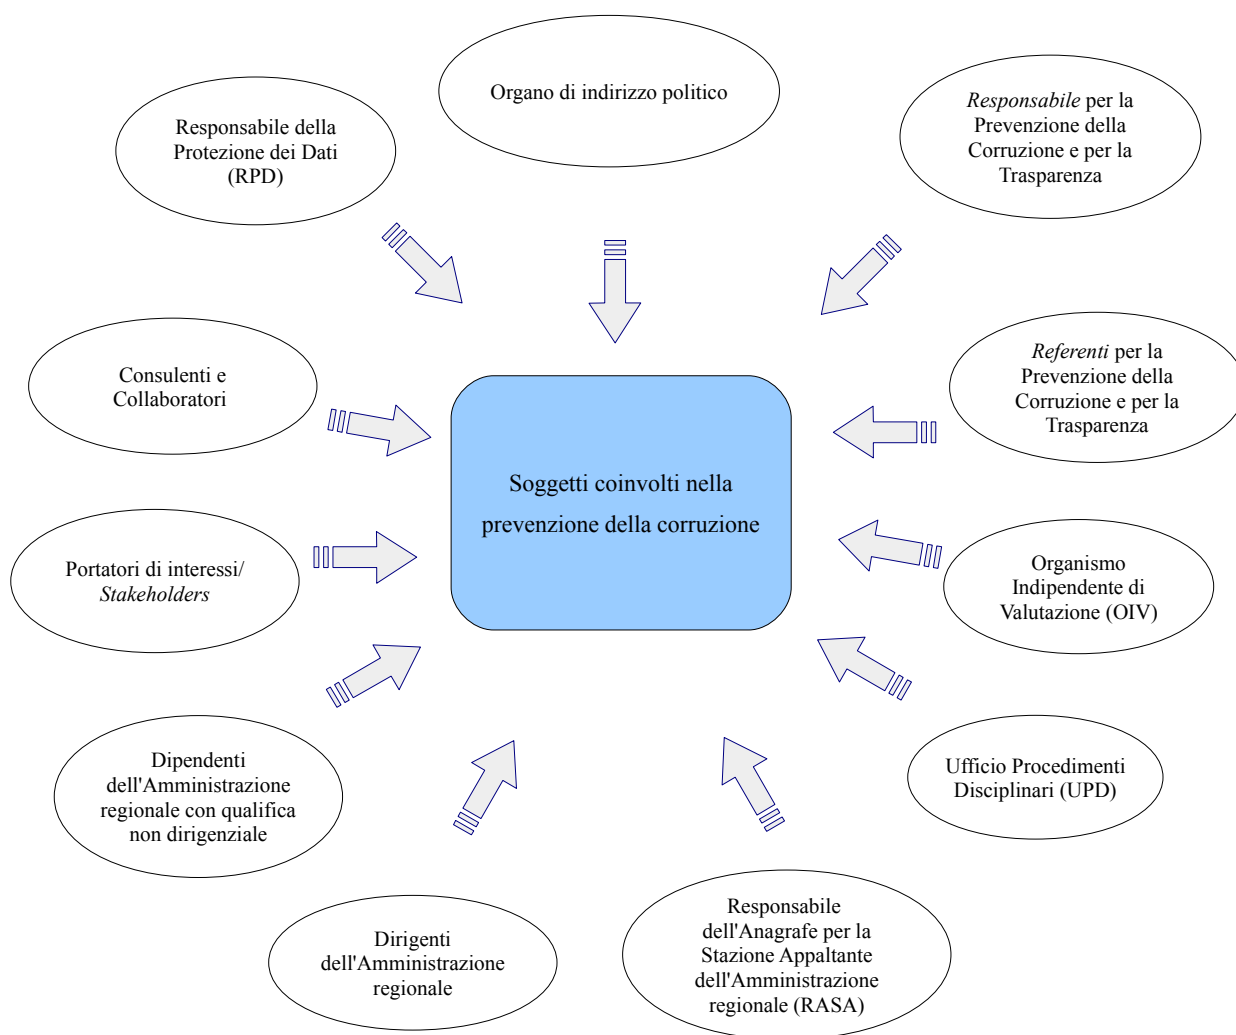 Organo di indirizzo politico
Responsabile per la
Prevenzione della
Corruzione e per la
Trasparenza
Responsabile della
Protezione dei Dati
(RPD)
Referenti per la
Prevenzione della
Corruzione e per la
Trasparenza
Consulenti e
Collaboratori
Soggetti coinvolti nella
prevenzione della corruzione
Portatori di interessi/
Stakeholders
Organismo
Indipendente di
Valutazione (OIV)
Dipendenti
dell'Amministrazione
regionale con qualifica
non dirigenziale
Ufficio Procedimenti
Disciplinari (UPD)
Dirigenti
dell'Amministrazione
regionale
Responsabile
dell'Anagrafe per la
Stazione Appaltante
dell'Amministrazione
regionale (RASA)